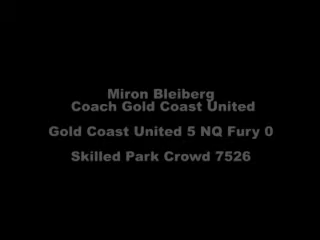 Miron Bleiberg
Coach Gold Coast United
Gold Coast United 5 NQ Fury 0
Skilled Park Crowd 7526